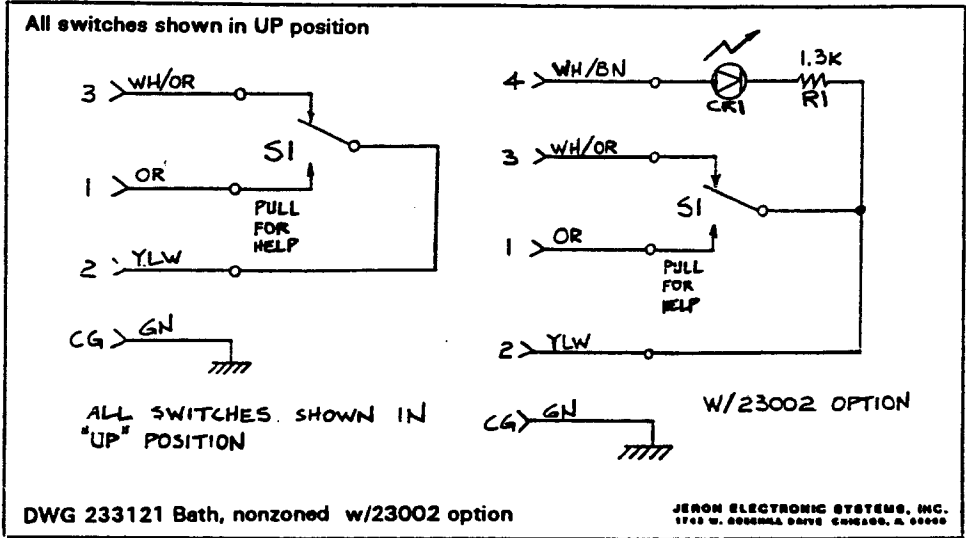 All switches shown in UP position
3 WH/OR
S1
1 OR
PULL
FOR
HELP
2 YLW
CG GN
ALL SWITCHES. SHOWN IN
"UP" POSITION
4 WH/BN
CR1
1.3K
R1
3 WH/OR
S1
1 OR
PULL
FOR
HELP
2 YLW
CG GN
W/23002 OPTION
DWG 233121 Bath, nonzoned w/23002 option
JERON ELECTRONIC SYSTEMS, INC.
DRIVE CHICAGO,